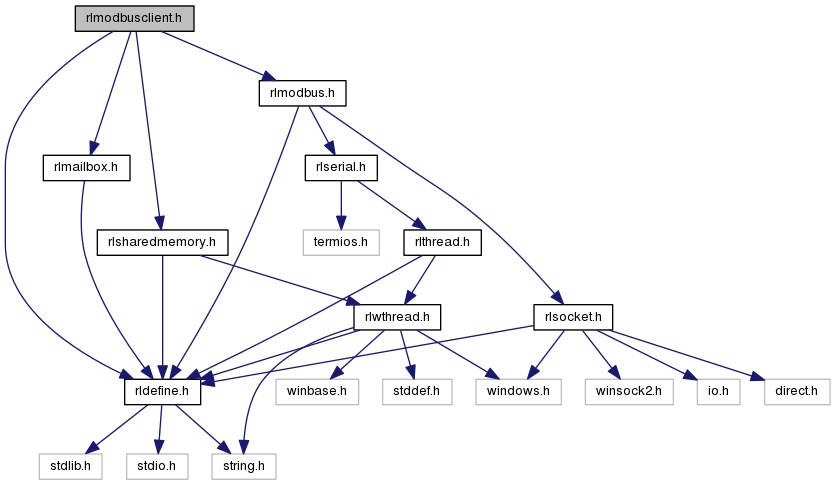 rlmodbusclient.h
rlmodbus.h
rlmailbox.h
rlserial.h
rlsharedmemory.h
termios.h
rlthread.h
rlwthread.h
rlsocket.h
rldefine.h
winbase.h
stddef.h
windows.h
winsock2.h
io.h
direct.h
stdlib.h
stdio.h
string.h